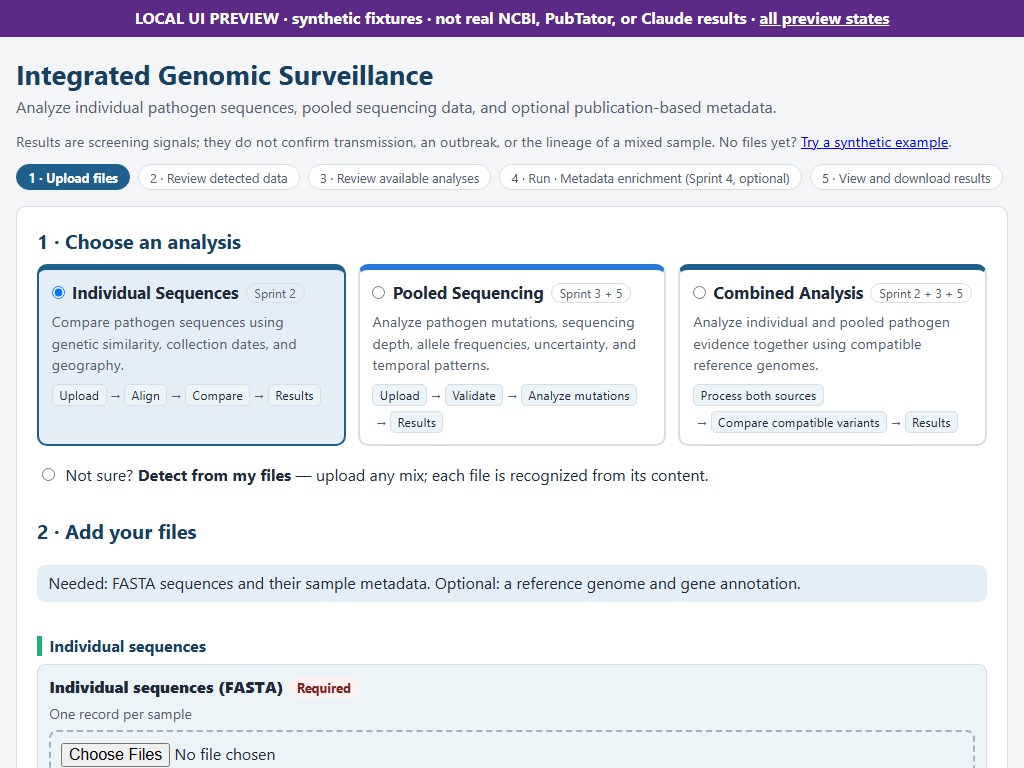 LOCAL UI PREVIEW · synthetic fixtures · not real NCBI, PubTator, or Claude results · all preview states
Integrated Genomic Surveillance
Analyze individual pathogen sequences, pooled sequencing data, and optional publication-based metadata.
Results are screening signals; they do not confirm transmission, an outbreak, or the lineage of a mixed sample. No files yet? Try a synthetic example.
1 · Upload files
2 · Review detected data
3 · Review available analyses
4 · Run · Metadata enrichment (Sprint 4, optional)
5 · View and download results
1 · Choose an analysis
Individual Sequences Sprint 2
Compare pathogen sequences using
genetic similarity, collection dates, and
geography.
Upload → Align → Compare → Results
Pooled Sequencing Sprint 3 + 5
Analyze pathogen mutations, sequencing
depth, allele frequencies, uncertainty, and
temporal patterns.
Upload → Validate → Analyze mutations
→ Results
Combined Analysis Sprint 2 + 3 + 5
Analyze individual and pooled pathogen
evidence together using compatible
reference genomes.
Process both sources
→ Compare compatible variants → Results
Not sure? Detect from my files — upload any mix; each file is recognized from its content.
2 · Add your files
Needed: FASTA sequences and their sample metadata. Optional: a reference genome and gene annotation.
Individual sequences
Individual sequences (FASTA) Required
One record per sample
Choose Files No file chosen